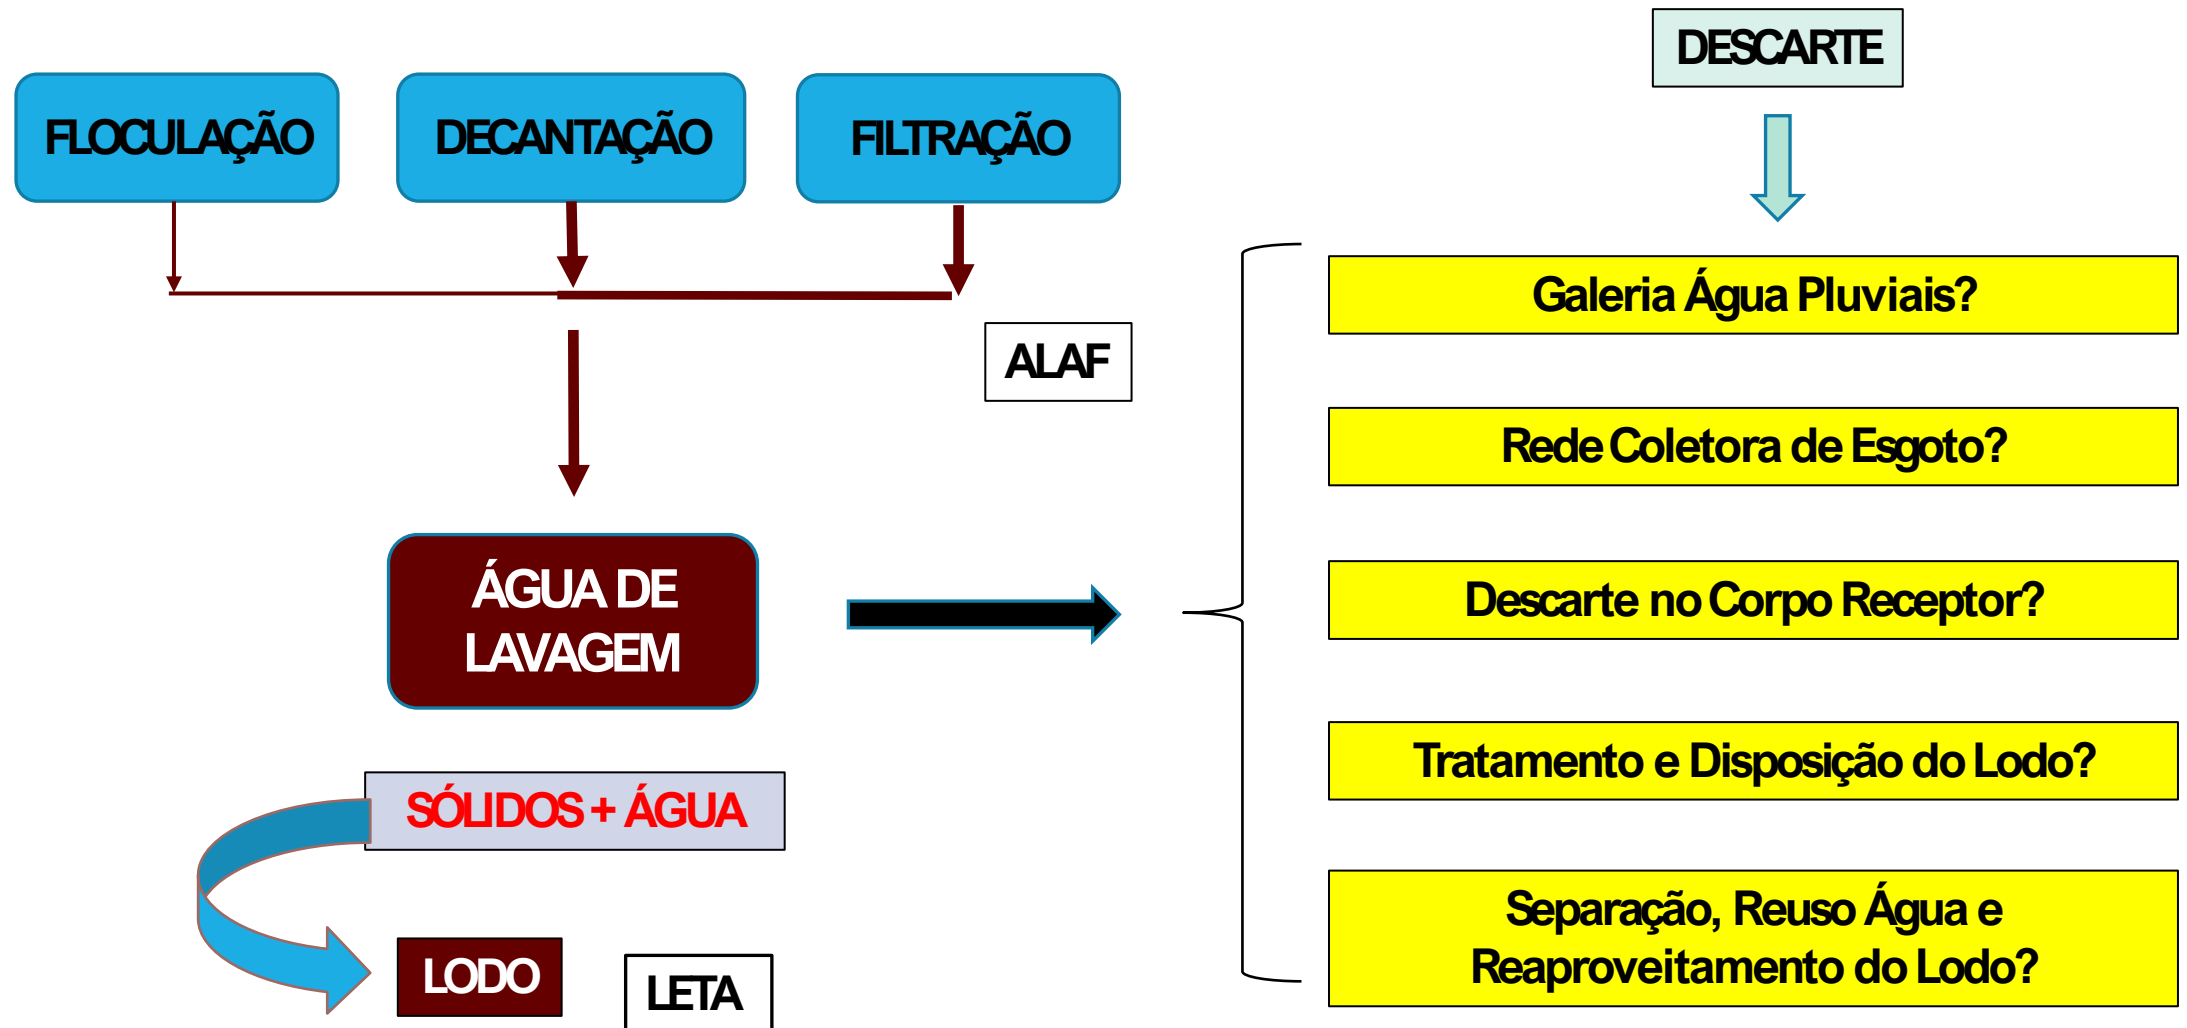 FLOCULAÇÃO
DECANTAÇÃO
FILTRAÇÃO
ALAF
ÁGUA DE
LAVAGEM
SÓLIDOS + ÁGUA
LODO
LETA
DESCARTE
Galeria Água Pluviais?
Rede Coletora de Esgoto?
Descarte no Corpo Receptor?
Tratamento e Disposição do Lodo?
Separação, Reuso Água e
Reaproveitamento do Lodo?